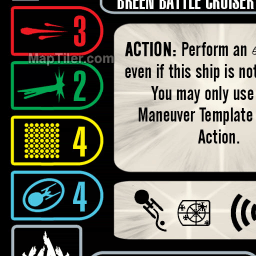 BREEN BATTLE CRUISER
3
MapTiler.com
2
4
4
ACTION: Perform an
even if this ship is not
You may only use
Maneuver Template
Action.